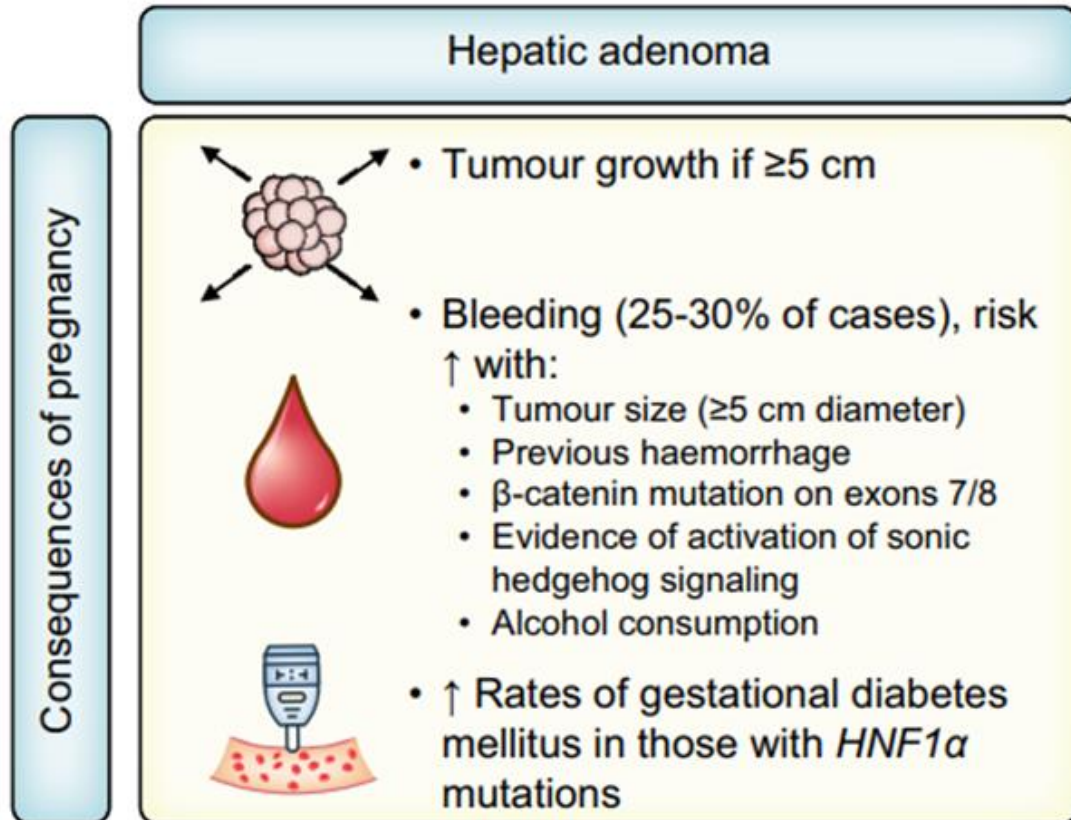 Hepatic adenoma
Consequences of pregnancy
• Tumour growth if ≥5 cm
• Bleeding (25-30% of cases), risk
↑ with:
• Tumour size (≥5 cm diameter)
• Previous haemorrhage
• β-catenin mutation on exons 7/8
• Evidence of activation of sonic
hedgehog signaling
• Alcohol consumption
• ↑ Rates of gestational diabetes
mellitus in those with HNF1α
mutations